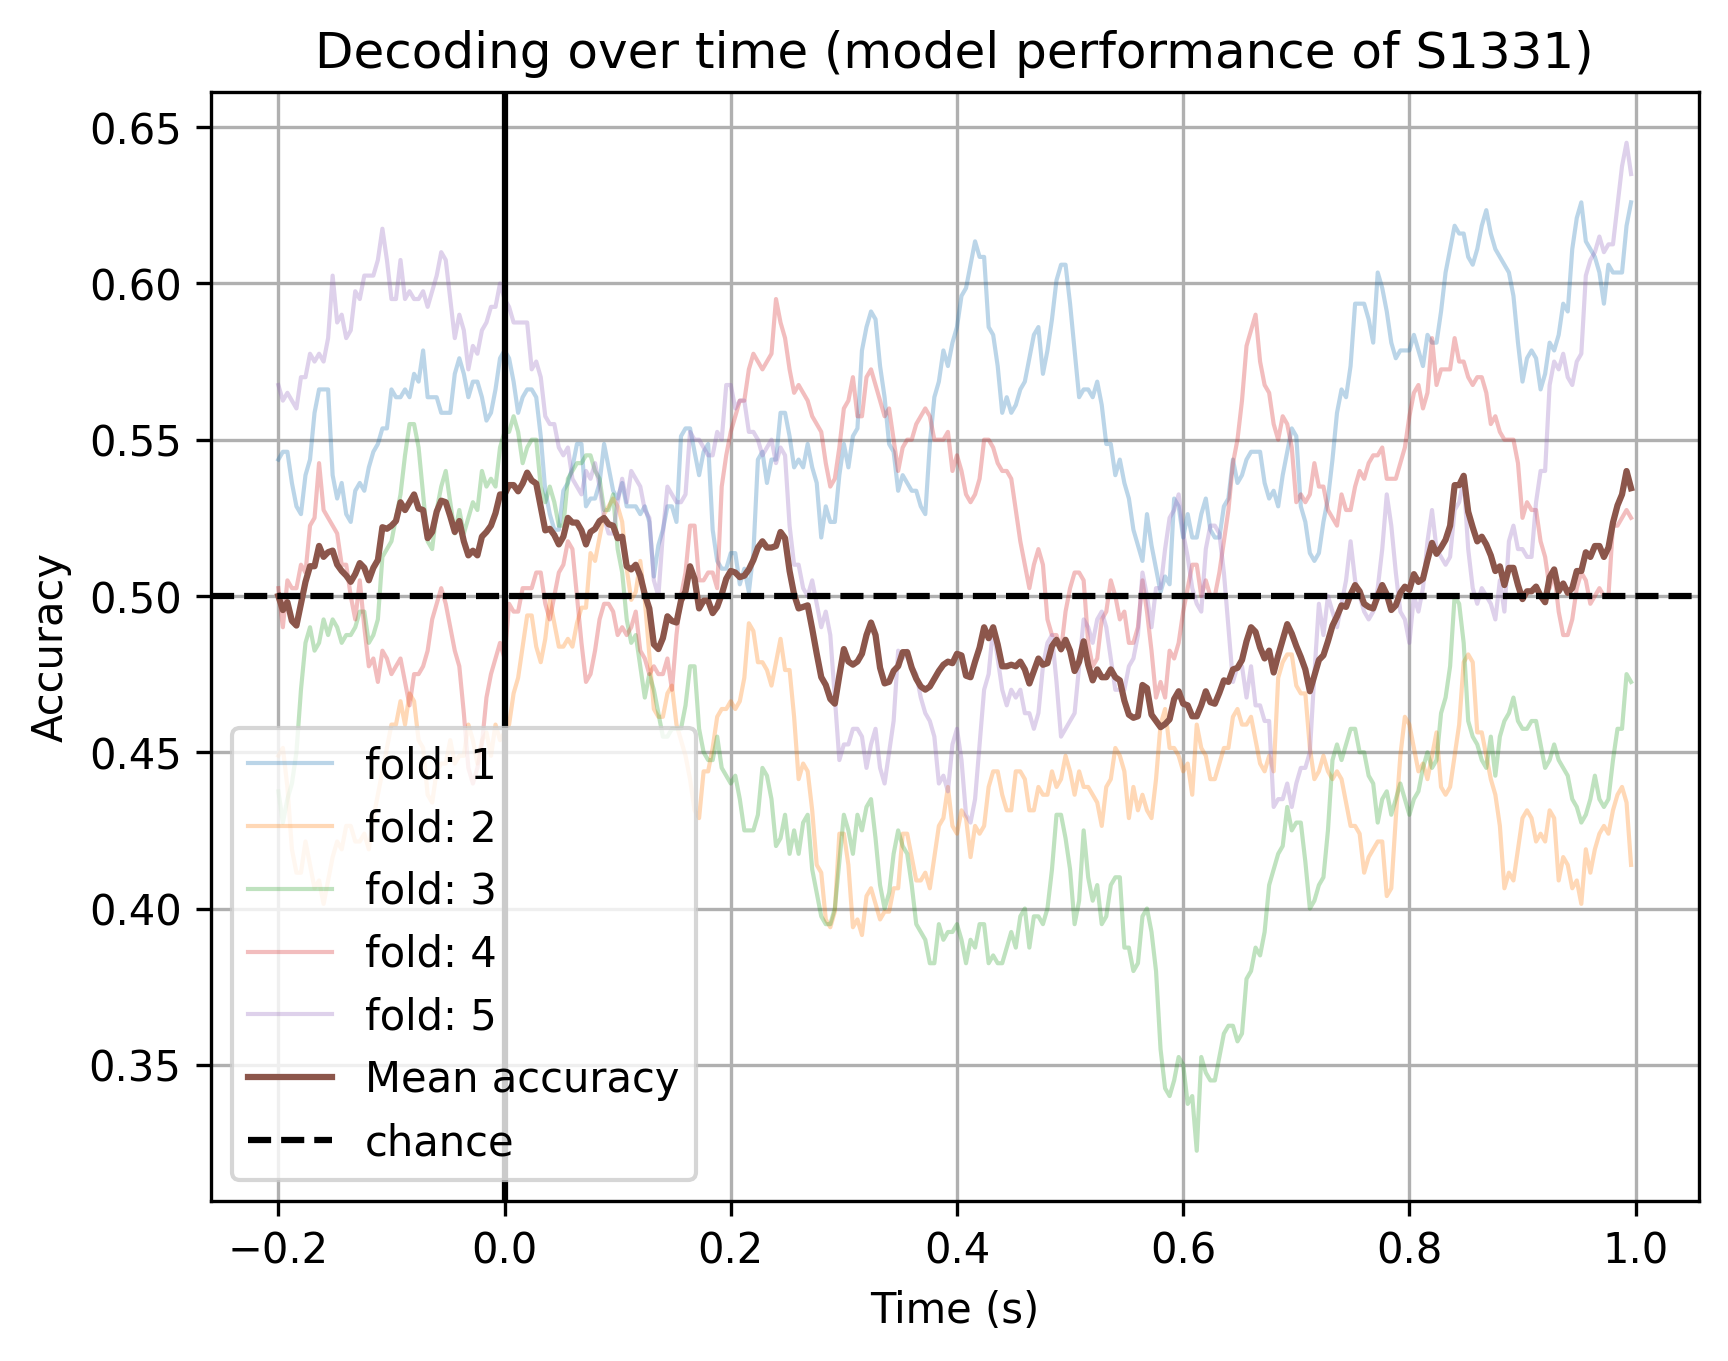 Decoding over time (model performance of S1331)
0.65
0.60
0.55
0.50
0.45
0.40
0.35
Accuracy
fold: 1
fold: 2
fold: 3
fold: 4
fold: 5
Mean accuracy
chance
−0.2 0.0 0.2 0.4 0.6 0.8 1.0
Time (s)